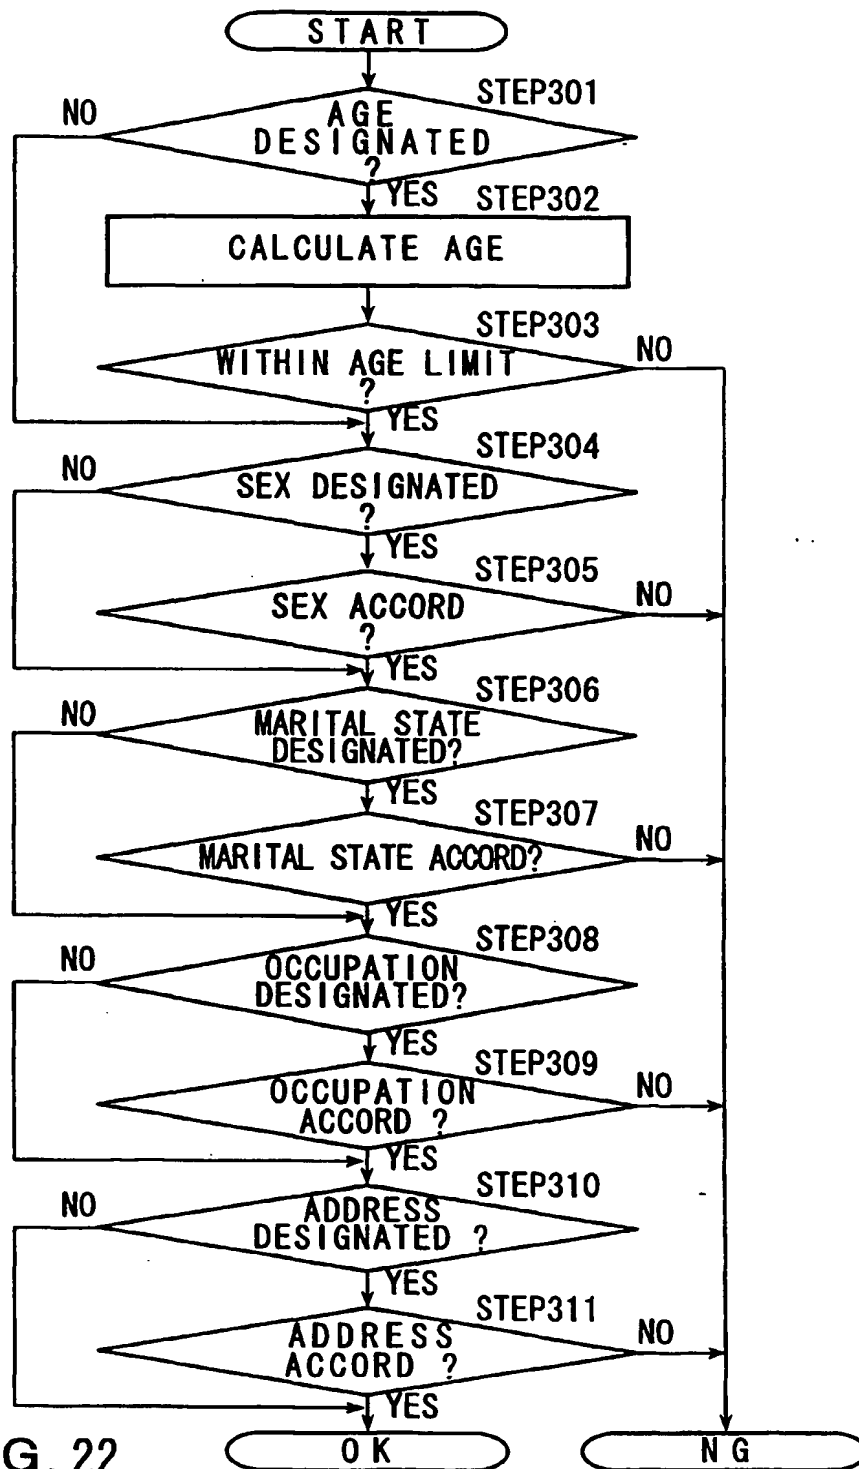 START
STEP301
NO
AGE
DESIGNATED
?
YES
STEP302
CALCULATE AGE
STEP303
WITHIN AGE LIMIT
?
NO
YES
STEP304
NO
SEX DESIGNATED
?
YES
STEP305
SEX ACCORD
?
NO
YES
STEP306
NO
MARITAL STATE
DESIGNATED?
YES
STEP307
MARITAL STATE ACCORD?
NO
YES
STEP308
NO
OCCUPATION
DESIGNATED?
YES
STEP309
OCCUPATION
ACCORD ?
NO
YES
STEP310
NO
ADDRESS
DESIGNATED ?
YES
STEP311
ADDRESS
ACCORD ?
NO
YES
G. 22
OK
NG